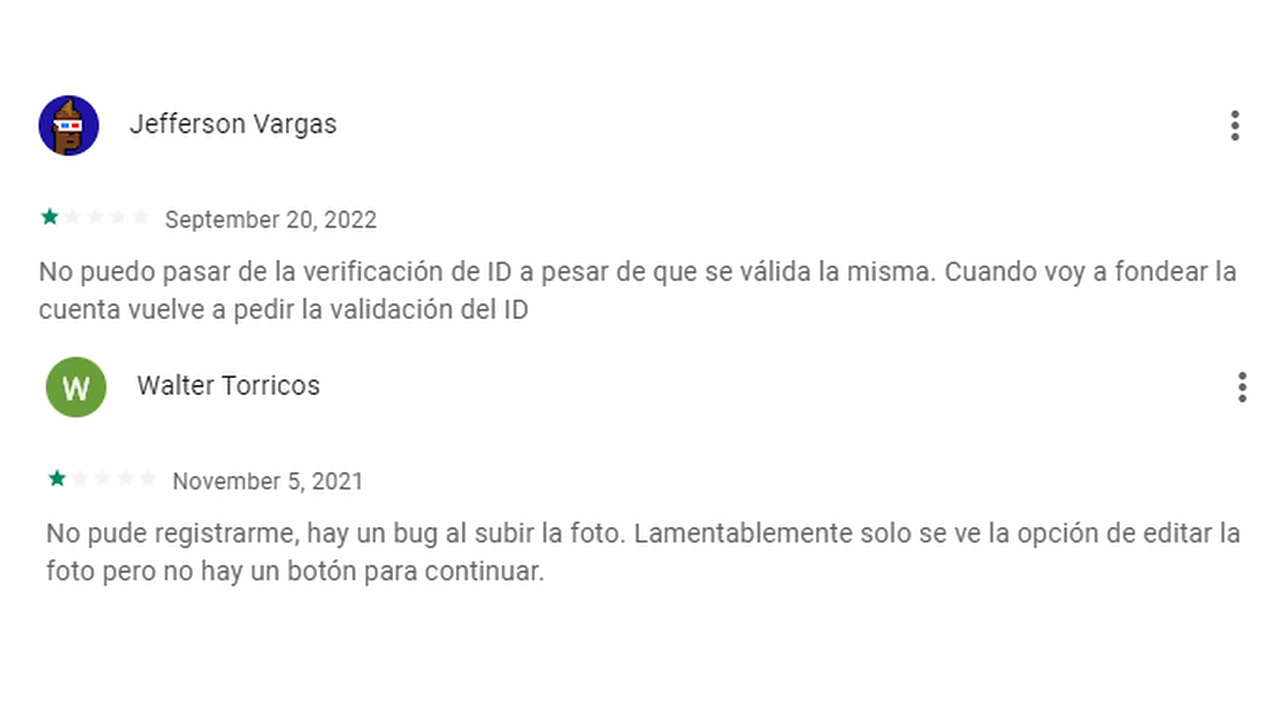 Jefferson Vargas
September 20, 2022
No puedo pasar de la verificación de ID a pesar de que se válida la misma. Cuando voy a fondear la
cuenta vuelve a pedir la validación del ID
W Walter Torricos
November 5, 2021
No pude registrarme, hay un bug al subir la foto. Lamentablemente solo se ve la opción de editar la
foto pero no hay un botón para continuar.